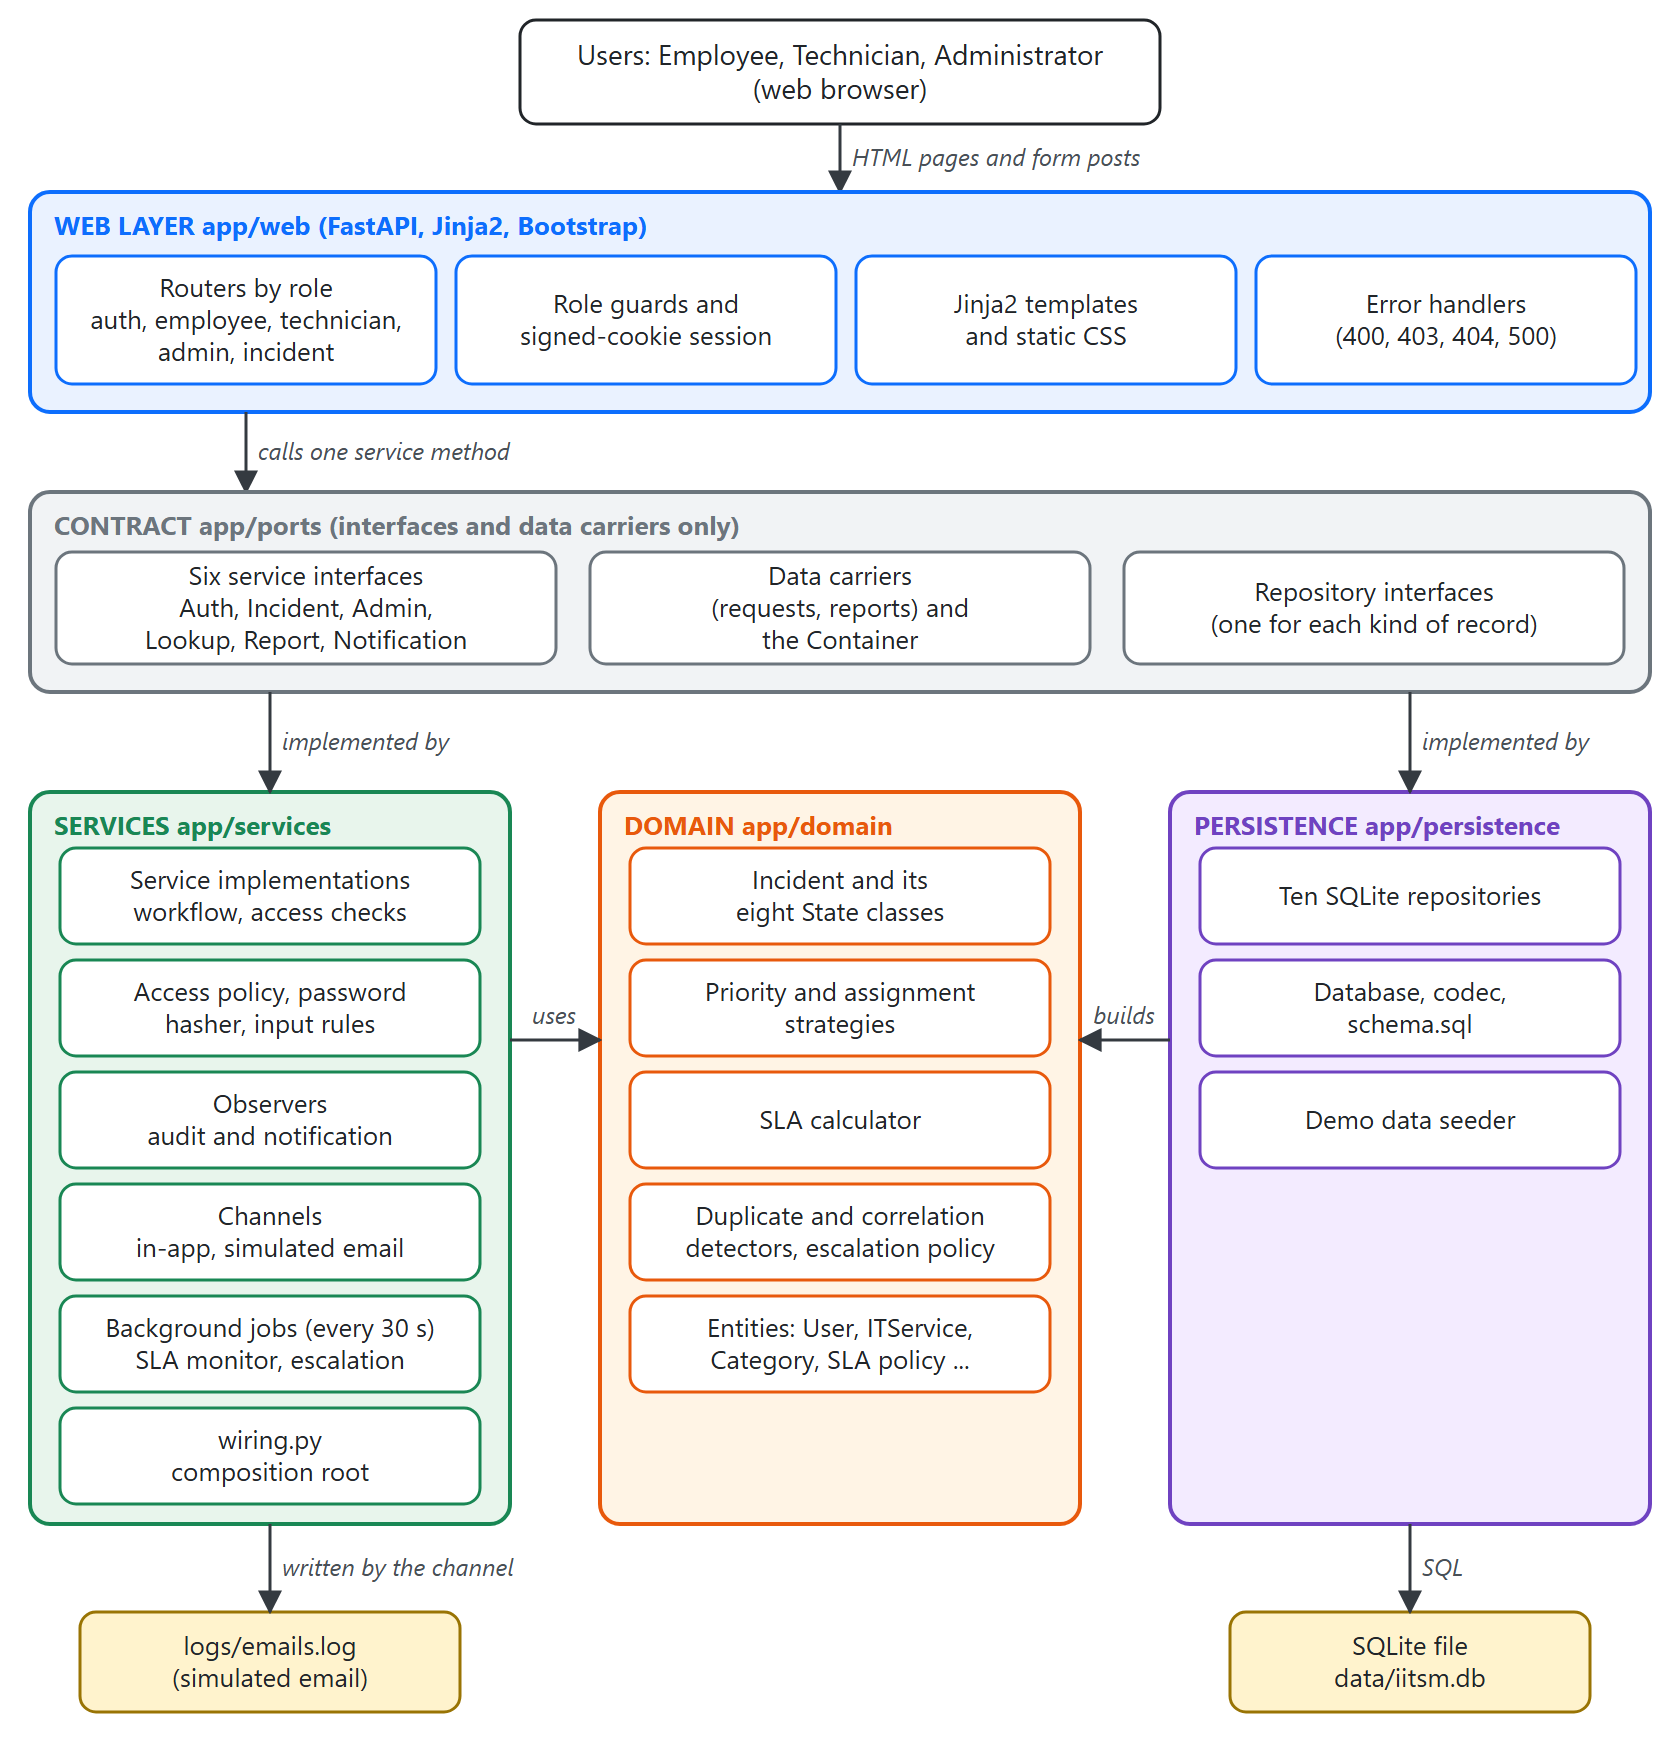 Users: Employee, Technician, Administrator
(web browser)
HTML pages and form posts
WEB LAYER app/web (FastAPI, Jinja2, Bootstrap)
Routers by role
auth, employee, technician,
admin, incident
Role guards and
signed-cookie session
Jinja2 templates
and static CSS
Error handlers
(400, 403, 404, 500)
calls one service method
CONTRACT app/ports (interfaces and data carriers only)
Six service interfaces
Auth, Incident, Admin,
Lookup, Report, Notification
Data carriers
(requests, reports) and
the Container
Repository interfaces
(one for each kind of record)
implemented by
implemented by
SERVICES app/services
Service implementations
workflow, access checks
Access policy, password
hasher, input rules
Observers
audit and notification
Channels
in-app, simulated email
Background jobs (every 30 s)
SLA monitor, escalation
wiring.py
composition root
uses
DOMAIN app/domain
Incident and its
eight State classes
Priority and assignment
strategies
SLA calculator
Duplicate and correlation
detectors, escalation policy
Entities: User, ITService,
Category, SLA policy ...
builds
PERSISTENCE app/persistence
Ten SQLite repositories
Database, codec,
schema.sql
Demo data seeder
written by the channel
SQL
logs/emails.log
(simulated email)
SQLite file
data/iitsm.db